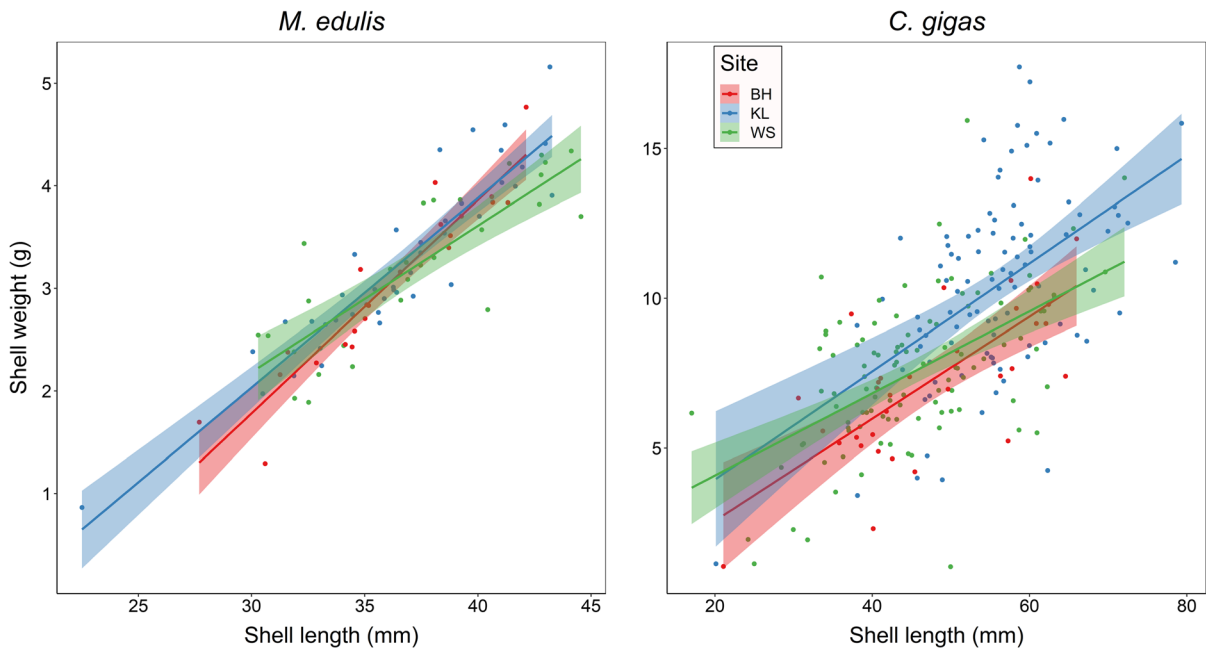 M. edulis
C. gigas
Shell weight (g)
5
4
3
2
1
25 30 35 40 45
Shell length (mm)
Site
BH
KL
WS
15
10
5
20 40 60 80
Shell length (mm)